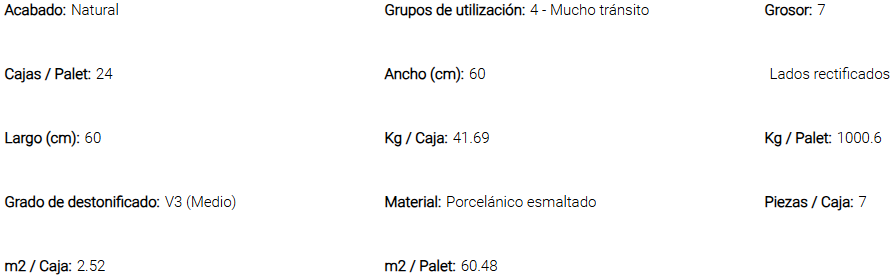 Acabado: Natural
Grupos de utilización: 4 - Mucho tránsito
Grosor: 7
Cajas / Palet: 24
Ancho (cm): 60
Lados rectificados
Largo (cm): 60
Kg / Caja: 41.69
Kg / Palet: 1000.6
Grado de destonificado: V3 (Medio)
Material: Porcelánico esmaltado
Piezas / Caja: 7
m2 / Caja: 2.52
m2 / Palet: 60.48